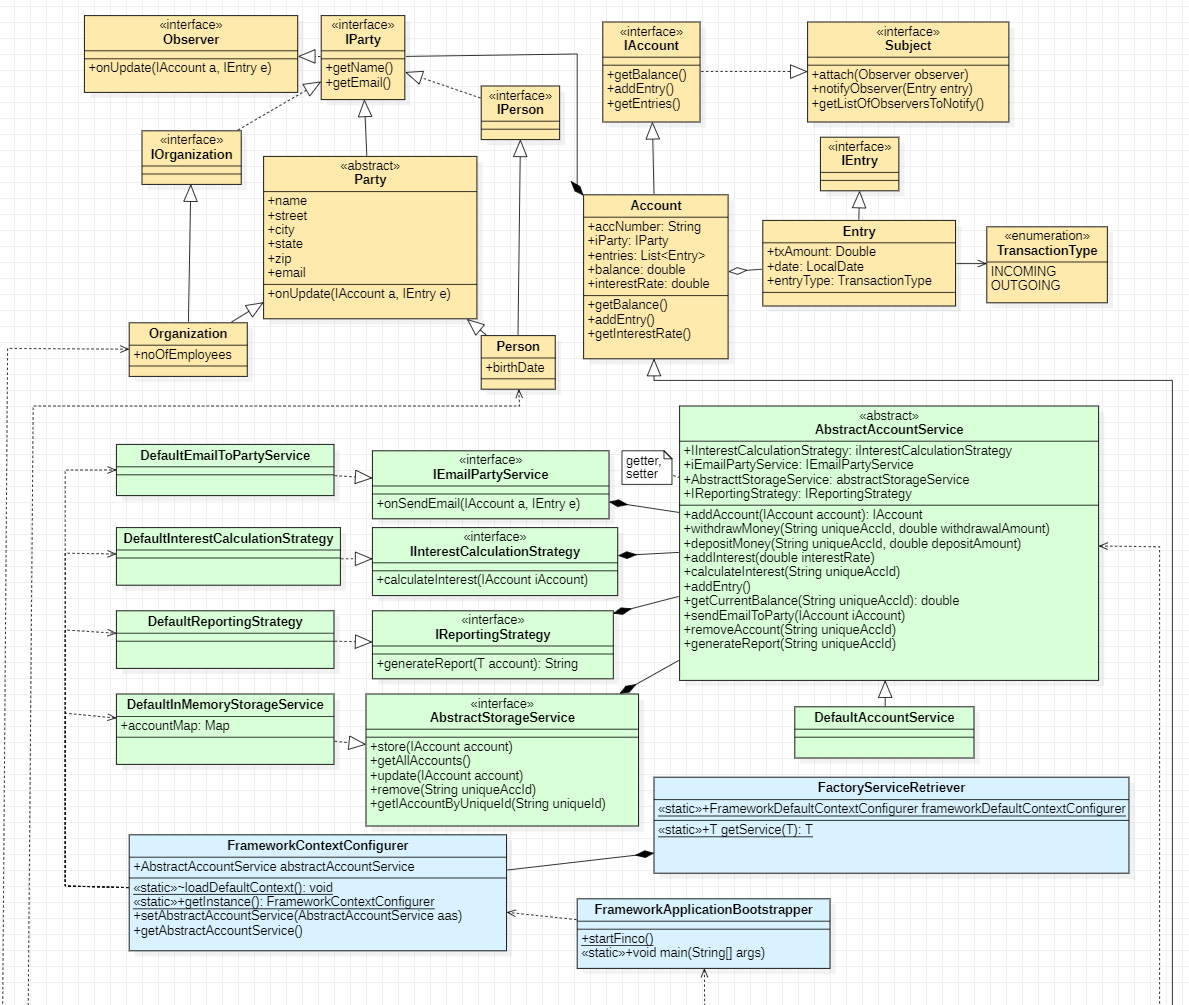 «interface»
Observer
+onUpdate(IAccount a, IEntry e)
«interface»
IParty
+getName()
+getEmail()
«interface»
IAccount
+getBalance()
+addEntry()
+getEntries()
«interface»
Subject
+attach(Observer observer)
+notifyObserver(Entry entry)
+getListOfObserversToNotify()
«interface»
IPerson
«interface»
IOrganization
«interface»
IEntry
«abstract»
Party
+name
+street
+city
+state
+zip
+email
+onUpdate(IAccount a, IEntry e)
Account
+accNumber: String
+iParty: IParty
+entries: List<Entry>
+balance: double
+interestRate: double
+getBalance()
+addEntry()
+getInterestRate()
Entry
+txAmount: Double
+date: LocalDate
+entryType: TransactionType
«enumeration»
TransactionType
INCOMING
OUTGOING
Organization
+noOfEmployees
Person
+birthDate
«abstract»
AbstractAccountService
+IInterestCalculationStrategy: iInterestCalculationStrategy
+iEmailPartyService: IEmailPartyService
+AbstracttStorageService: abstractStorageService
+IReportingStrategy: IReportingStrategy
+addAccount(IAccount account): IAccount
+withdrawMoney(String uniqueAccId, double withdrawalAmount)
+depositMoney(String uniqueAccId, double depositAmount)
+addInterest(double interestRate)
+calculateInterest(String uniqueAccId)
+addEntry()
+getCurrentBalance(String uniqueAccId): double
+sendEmailToParty(IAccount iAccount)
+removeAccount(String uniqueAccId)
+generateReport(String uniqueAccId)
getter,
setter
DefaultEmailToPartyService
«interface»
IEmailPartyService
+onSendEmail(IAccount a, IEntry e)
DefaultInterestCalculationStrategy
«interface»
IInterestCalculationStrategy
+calculateInterest(IAccount iAccount)
DefaultReportingStrategy
«interface»
IReportingStrategy
+generateReport(T account): String
DefaultInMemoryStorageService
+accountMap: Map
«interface»
AbstractStorageService
+store(IAccount account)
+getAllAccounts()
+update(IAccount account)
+remove(String uniqueAccId)
+getIAccountByUniqueId(String uniqueId)
DefaultAccountService
FactoryServiceRetriever
«static»+FrameworkDefaultContextConfigurer frameworkDefaultContextConfigurer
«static»+T getService(T): T
FrameworkContextConfigurer
+AbstractAccountService abstractAccountService
«static»~loadDefaultContext(): void
«static»+getInstance(): FrameworkContextConfigurer
+setAbstractAccountService(AbstractAccountService aas)
+getAbstractAccountService()
FrameworkApplicationBootstrapper
+startFinco()
«static»+void main(String[] args)